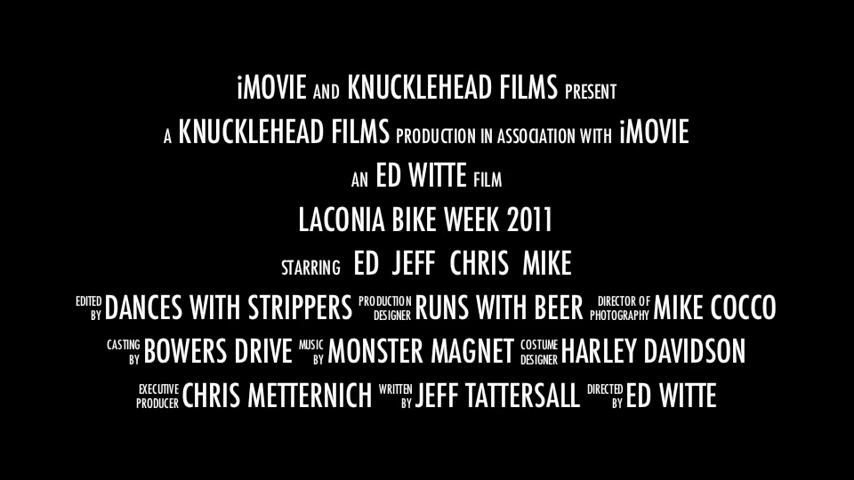 iMOVIE AND KNUCKLEHEAD FILMS PRESENT
A KNUCKLEHEAD FILMS PRODUCTION IN ASSOCIATION WITH iMOVIE
AN ED WITTE FILM
LACONIA BIKE WEEK 2011
STARRING ED JEFF CHRIS MIKE
EDITED BY DANCES WITH STRIPPERS PRODUCTION DESIGNER RUNS WITH BEER DIRECTOR OF PHOTOGRAPHY MIKE COCCO
CASTING BY BOWERS DRIVE MUSIC BY MONSTER MAGNET COSTUME DESIGNER HARLEY DAVIDSON
EXECUTIVE PRODUCER CHRIS METTERNICH WRITTEN BY JEFF TATTERSALL DIRECTED BY ED WITTE